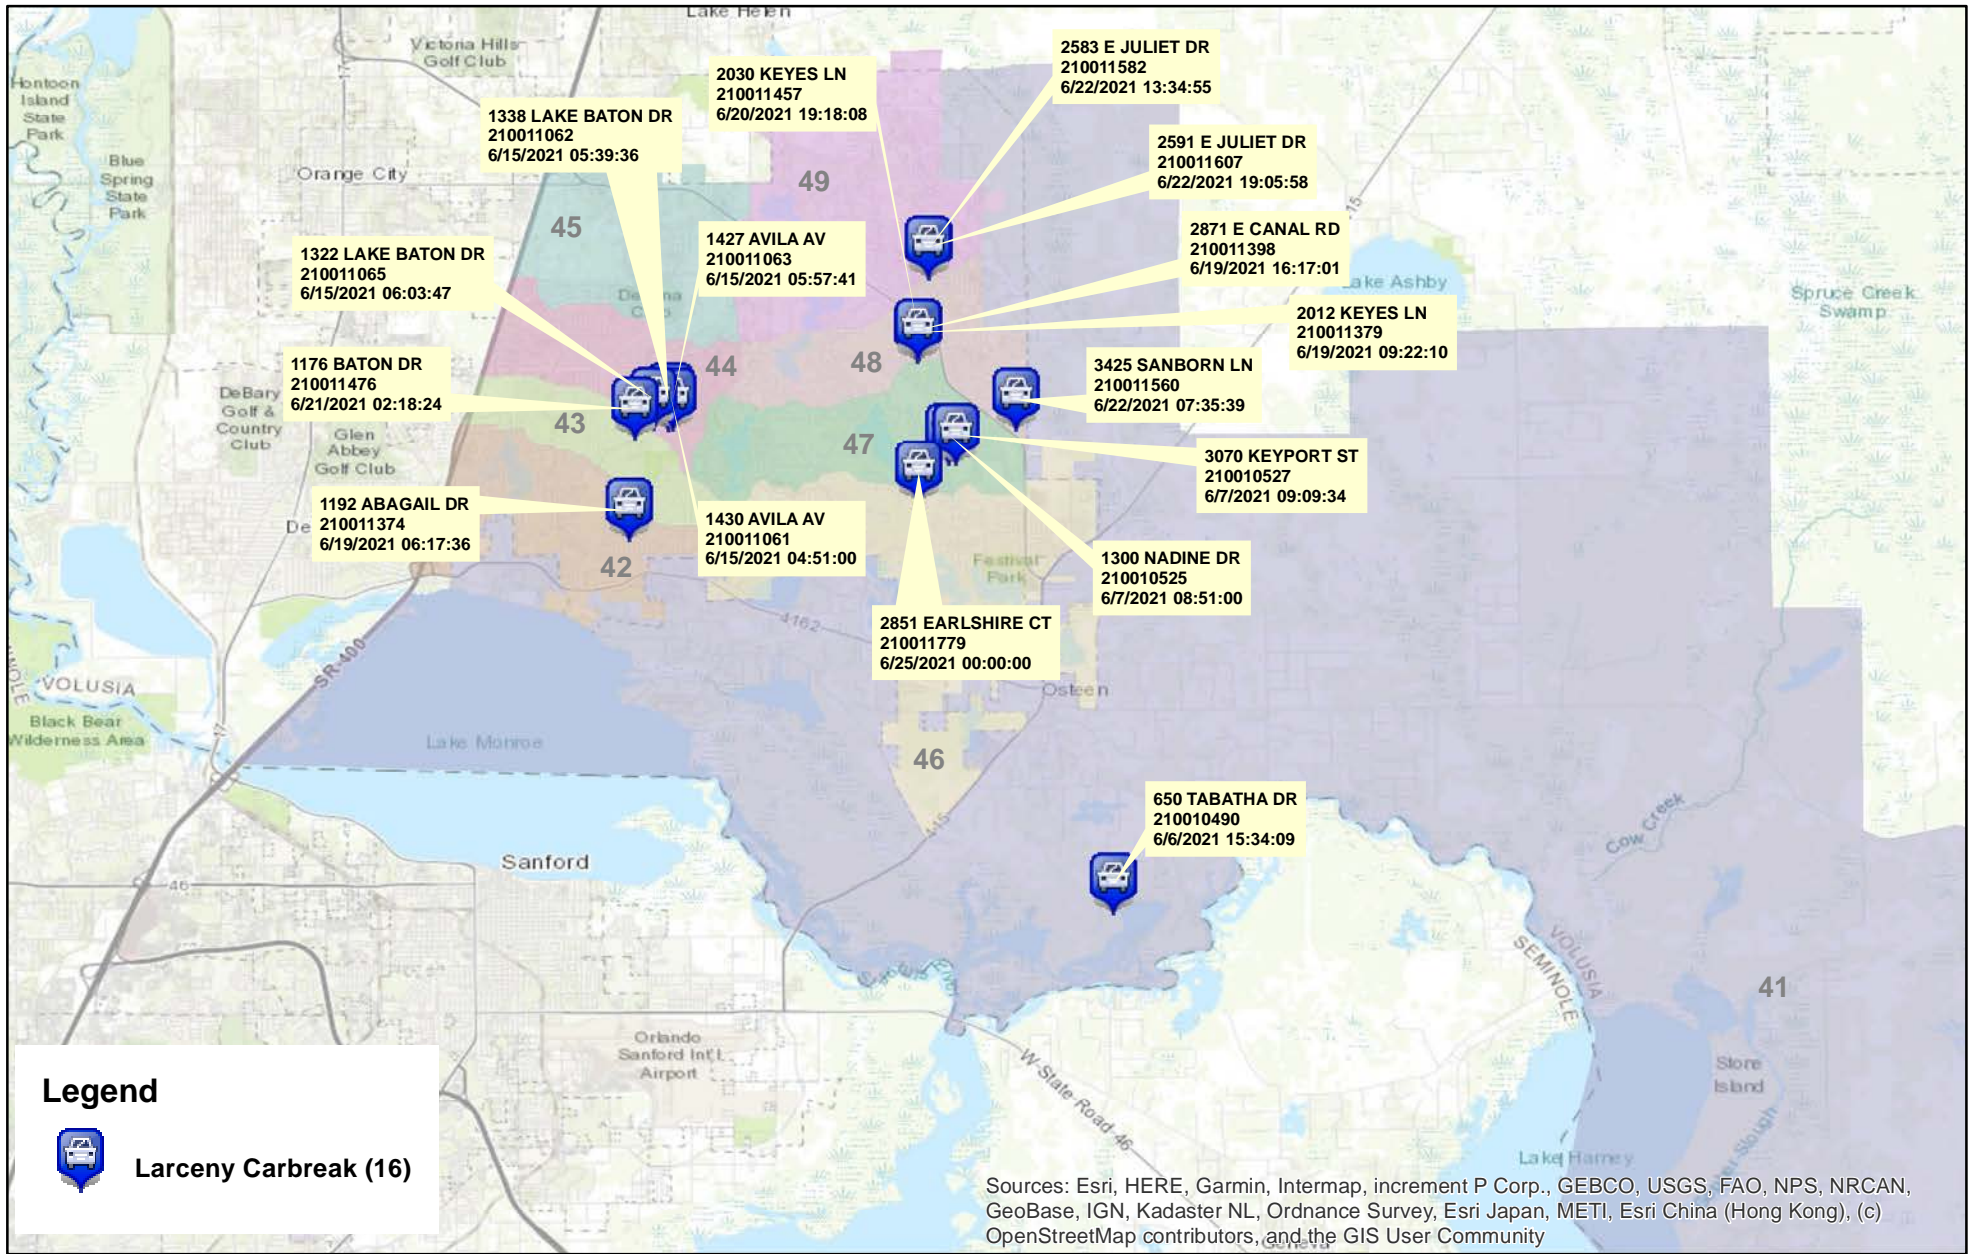 Lake Helen
Victoria Hills
Golf Club
Hontoon
Island
State
Park
Blue
Spring
State
Park
Orange City
2583 E JULIET DR
210011582
6/22/2021 13:34:55
2030 KEYES LN
210011457
6/20/2021 19:18:08
1338 LAKE BATON DR
210011062
6/15/2021 05:39:36
2591 E JULIET DR
210011607
6/22/2021 19:05:58
49
45
15
1427 AVILA AV
210011063
6/15/2021 05:57:41
2871 E CANAL RD
210011398
6/19/2021 16:17:01
1322 LAKE BATON DR
210011065
6/15/2021 06:03:47
Lake Ashby
Spruce Creek
Swamp
2012 KEYES LN
210011379
6/19/2021 09:22:10
1176 BATON DR
210011476
6/21/2021 02:18:24
44
48
3425 SANBORN LN
210011560
6/22/2021 07:35:39
DeBary
Golf &
Country
Club
Glen
Abbey
Golf Club
43
47
3070 KEYPORT ST
210010527
6/7/2021 09:09:34
1192 ABAGAIL DR
210011374
6/19/2021 06:17:36
De
1430 AVILA AV
210011061
6/15/2021 04:51:00
42
Festival
Park
1300 NADINE DR
210010525
6/7/2021 08:51:00
4162
2851 EARLSHIRE CT
210011779
6/25/2021 00:00:00
SR-400
VOLUSIA
Osteen
Black Bear
Wilderness Area
17
Lake Monroe
46
415
650 TABATHA DR
210010490
6/6/2021 15:34:09
Cow Creek
Sanford
46
VOLUSIA
SEMINOLE
41
Orlando
Sanford Int'l
Airport
W-State-Road-46
Store
Island
Lake Harney
Legend
Larceny Carbreak (16)
Sources: Esri, HERE, Garmin, Intermap, increment P Corp., GEBCO, USGS, FAO, NPS, NRCAN,
GeoBase, IGN, Kadaster NL, Ordnance Survey, Esri Japan, METI, Esri China (Hong Kong), (c)
OpenStreetMap contributors, and the GIS User Community
Geneva